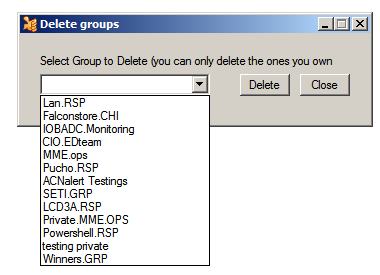 Delete groups
Select Group to Delete (you can only delete the ones you own
Delete
Close
Lan.RSP
Falconstore.CHI
IOBADC.Monitoring
CIO.EDteam
MME.ops
Pucho.RSP
ACNalert Testings
SETI.GRP
LCD3A.RSP
Private.MME.OPS
Powershell.RSP
testing private
Winners.GRP